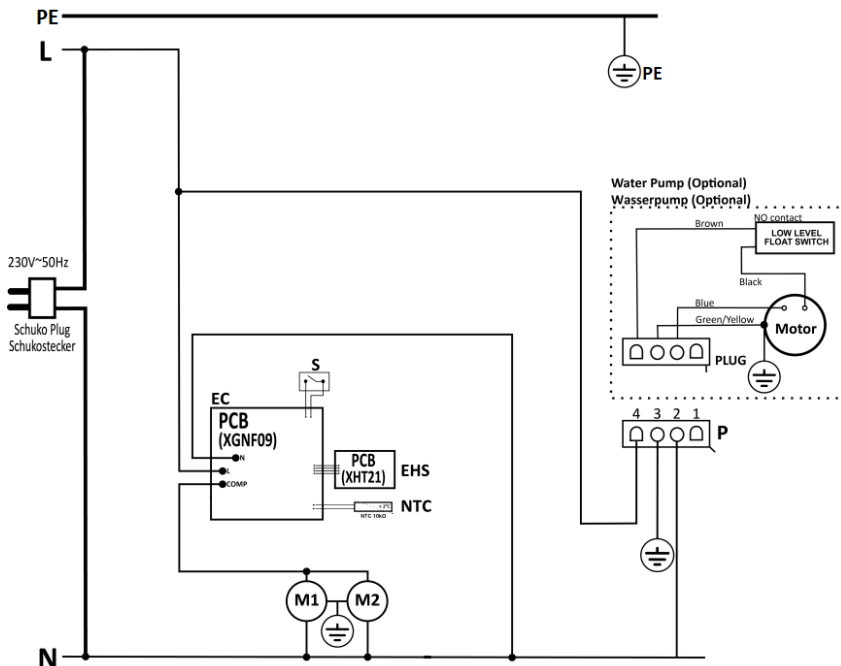 PE
L
PE
Water Pump (Optional)
Wasserpump (Optional)
NO contact
Brown
LOW LEVEL
FLOAT SWITCH
230V~50Hz
Black
Blue
Schuko Plug
Schukostecker
Green/Yellow
Motor
PLUG
S
EC
PCB
(XGNF09)
4 3 2 1
P
N
L
COMP
PCB
(XHT21)
EHS
NTC
NTC 10kΩ
M1
M2
N